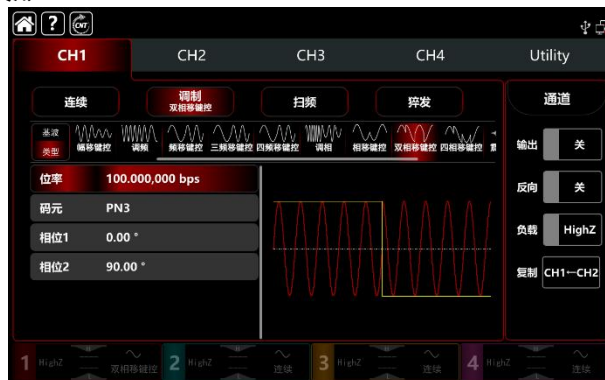 ? CNT
CH1 CH2 CH3 CH4 Utility
连续 调制 扫频 猝发 通道
双相移键控
基波
类型 幅移键控 调频 频移键控 三频移键控 四频移键控 调相 相移键控 双相移键控 四相移键控
输出 关
位率 100.000,000 bps
反向 关
码元 PN3
负载 HighZ
相位1 0.00 °
复制 CH1←CH2
相位2 90.00 °
1 HighZ 双相移键控 2 HighZ 连续 3 HighZ 连续 4 HighZ 连续